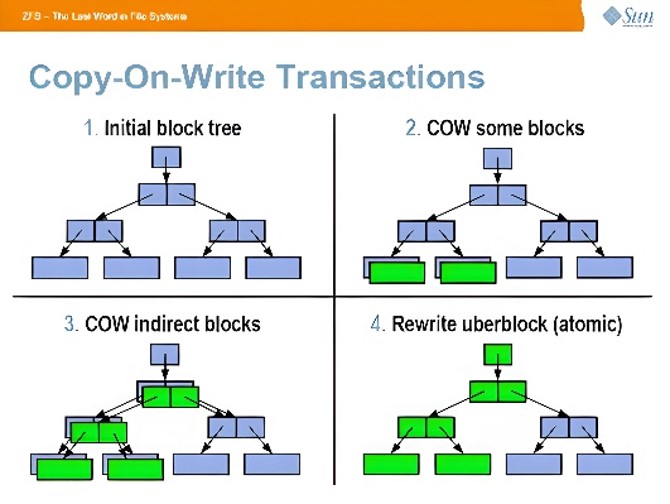 ZFS – The Last Word in File Systems
Sun
Copy-On-Write Transactions
1. Initial block tree
2. COW some blocks
3. COW indirect blocks
4. Rewrite uberblock (atomic)